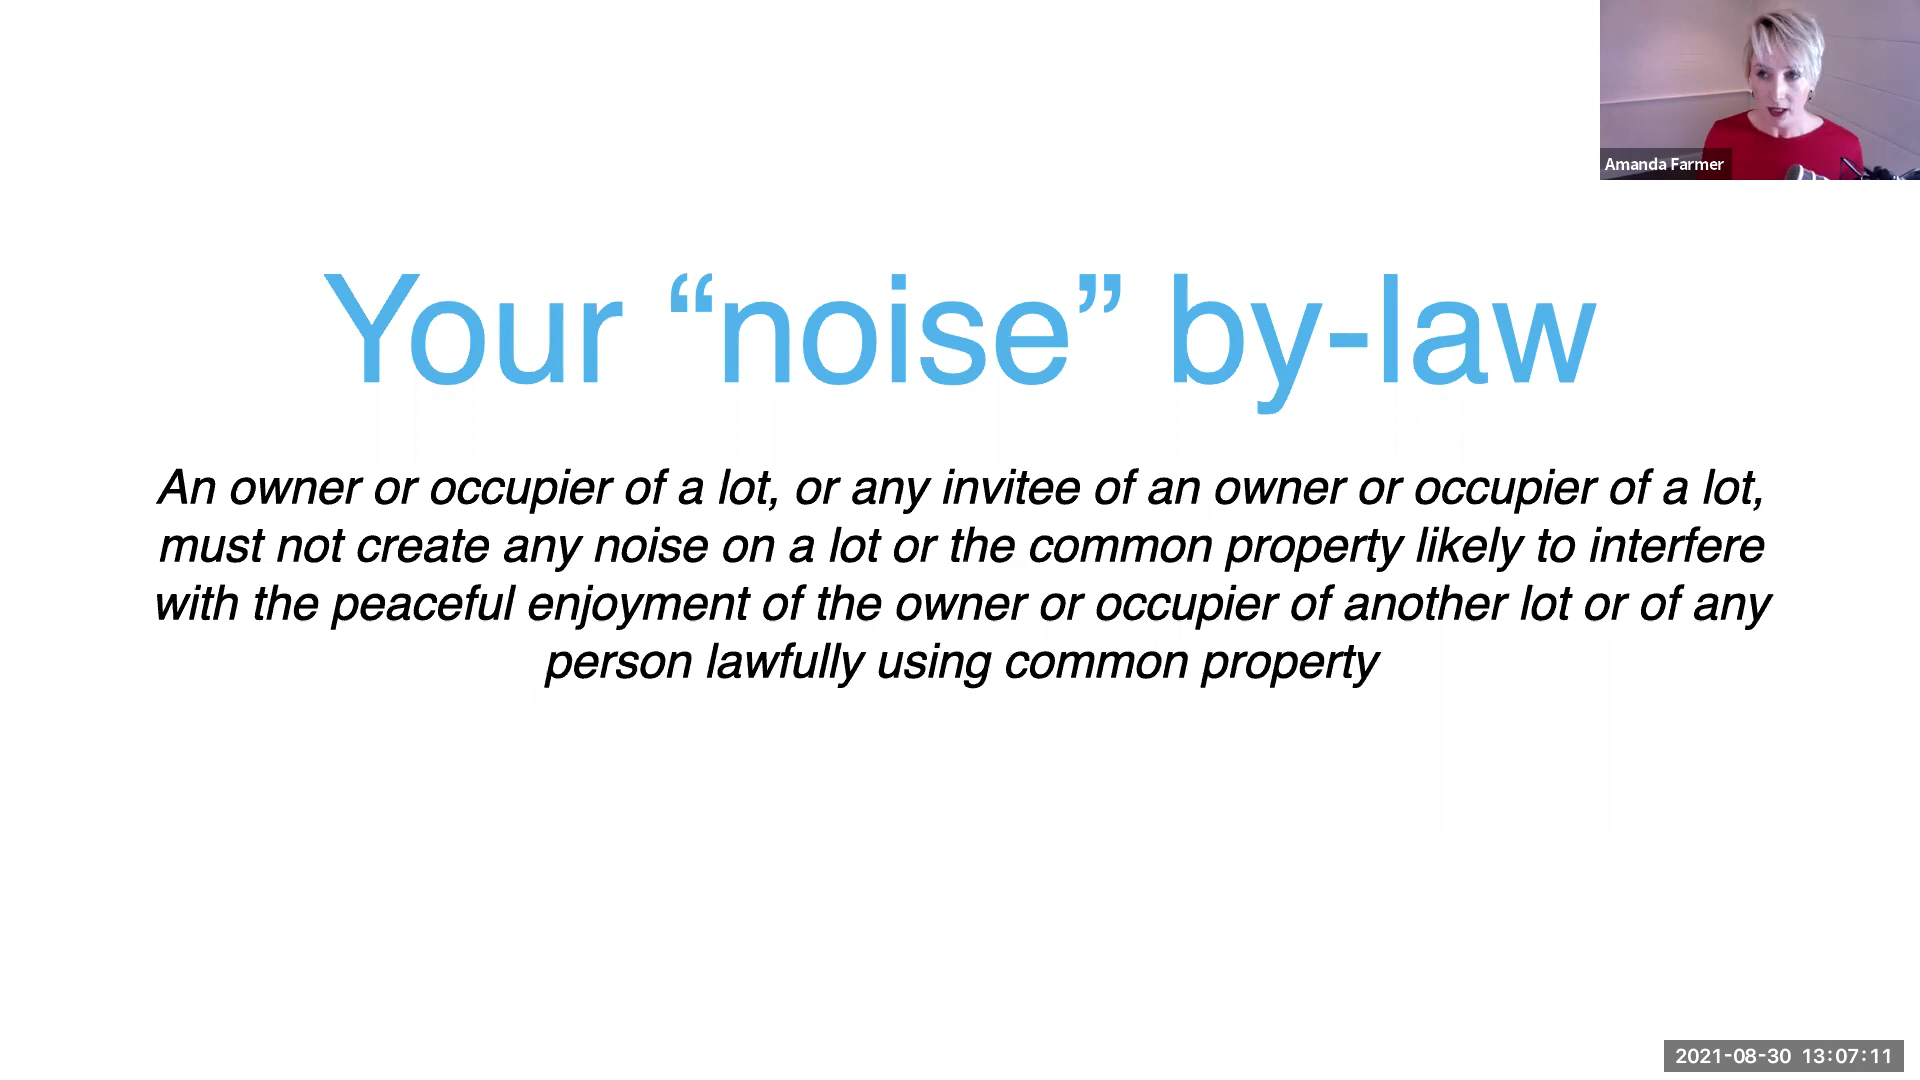 Amanda Farmer
Your “noise” by-law
An owner or occupier of a lot, or any invitee of an owner or occupier of a lot,
must not create any noise on a lot or the common property likely to interfere
with the peaceful enjoyment of the owner or occupier of another lot or of any
person lawfully using common property
2021-08-30 13:07:11